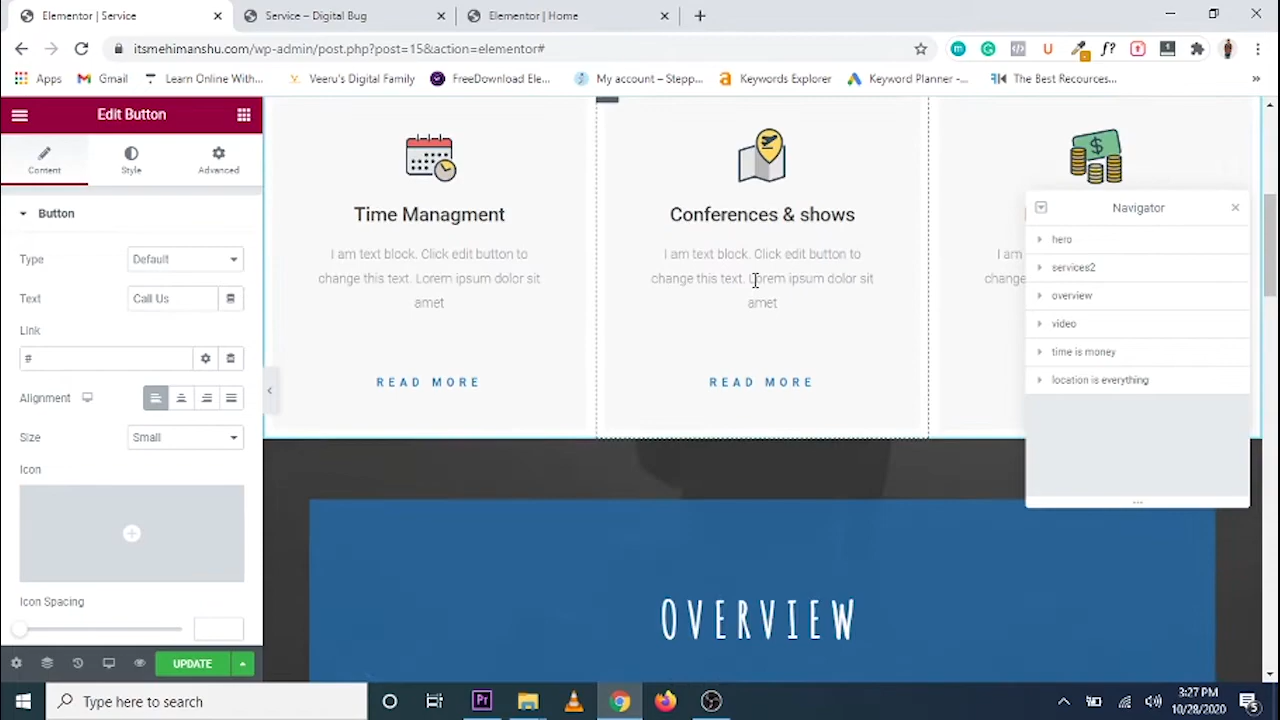 Elementor | Service
Service – Digital Bug
Elementor | Home
itsmehimanshu.com/wp-admin/post.php?post=15&action=elementor#
Apps
Gmail
Learn Online With...
Veeru's Digital Family
FreeDownload Ele...
My account – Stepp...
Keywords Explorer
Keyword Planner -...
The Best Recources...
Edit Button
Content
Style
Advanced
Button
Type
Default
Text
Call Us
Link
#
Alignment
Size
Small
Icon
Icon Spacing
UPDATE
Time Managment
I am text block. Click edit button to
change this text. Lorem ipsum dolor sit
amet
READ MORE
Conferences & shows
I am text block. Click edit button to
change this text. Lorem ipsum dolor sit
amet
READ MORE
I am
change
Navigator
hero
services2
overview
video
time is money
location is everything
OVERVIEW
Type here to search
3:27 PM
10/28/2020
5